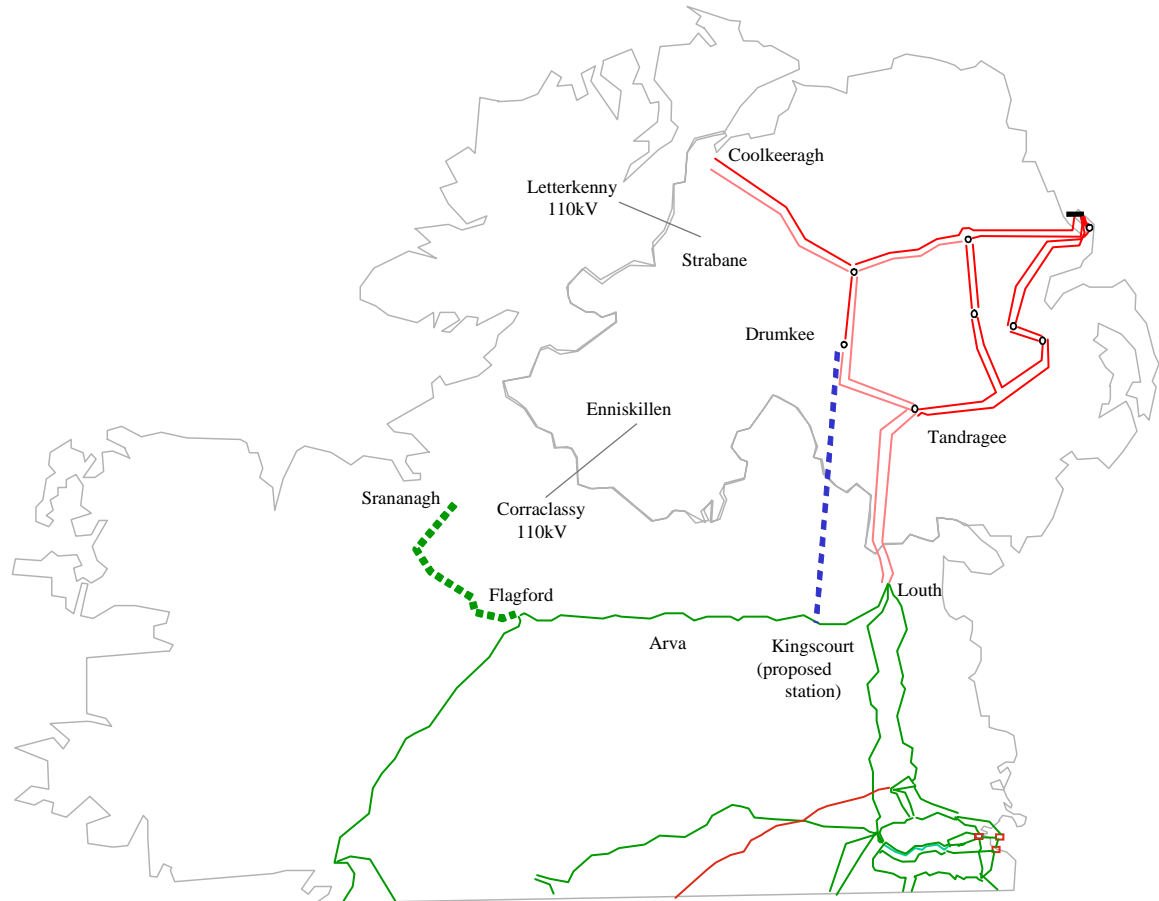 Coolkeeragh
Letterkenny
110kV
Strabane
Drumkee
Enniskillen
Tandragee
Srananagh
Corraclassy
110kV
Flagford
Louth
Arva
Kingscourt
(proposed
station)